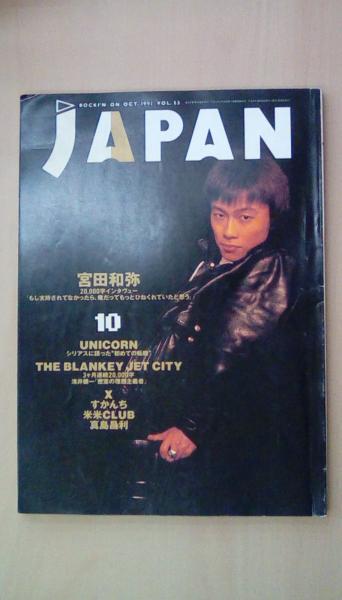 ROCKI'N ON OCT. 1991 VOL. 53
JAPAN
宮田和弥
20,000字インタヴュー
「もし支持されてなかったら、俺だってもっとひねくれていたと思う」
10
UNICORN
シリアスに語った"初めての転機"
THE BLANKEY JET CITY
3ヶ月連続20,000字
浅井健一「密室の理想主義者」
X
すかんち
米米CLUB
真島昌利